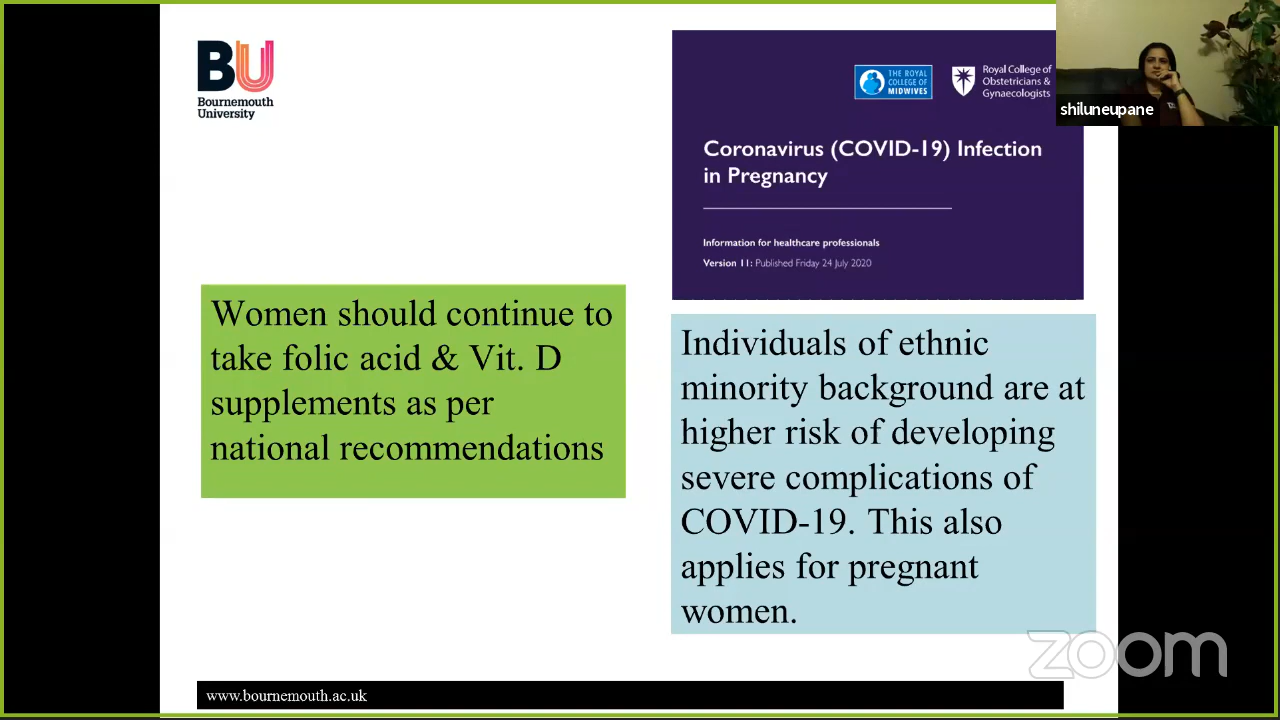 BU
Bournemouth
University
THE ROYAL
COLLEGE OF
MIDWIVES
Royal College of
Obstetricians &
Gynaecologists
shiluneupane
Coronavirus (COVID-19) Infection
in Pregnancy
Information for healthcare professionals
Version 11: Published Friday 24 July 2020
Women should continue to
take folic acid & Vit. D
supplements as per
national recommendations
Individuals of ethnic
minority background are at
higher risk of developing
severe complications of
COVID-19. This also
applies for pregnant
women.
zoom
www.bournemouth.ac.uk